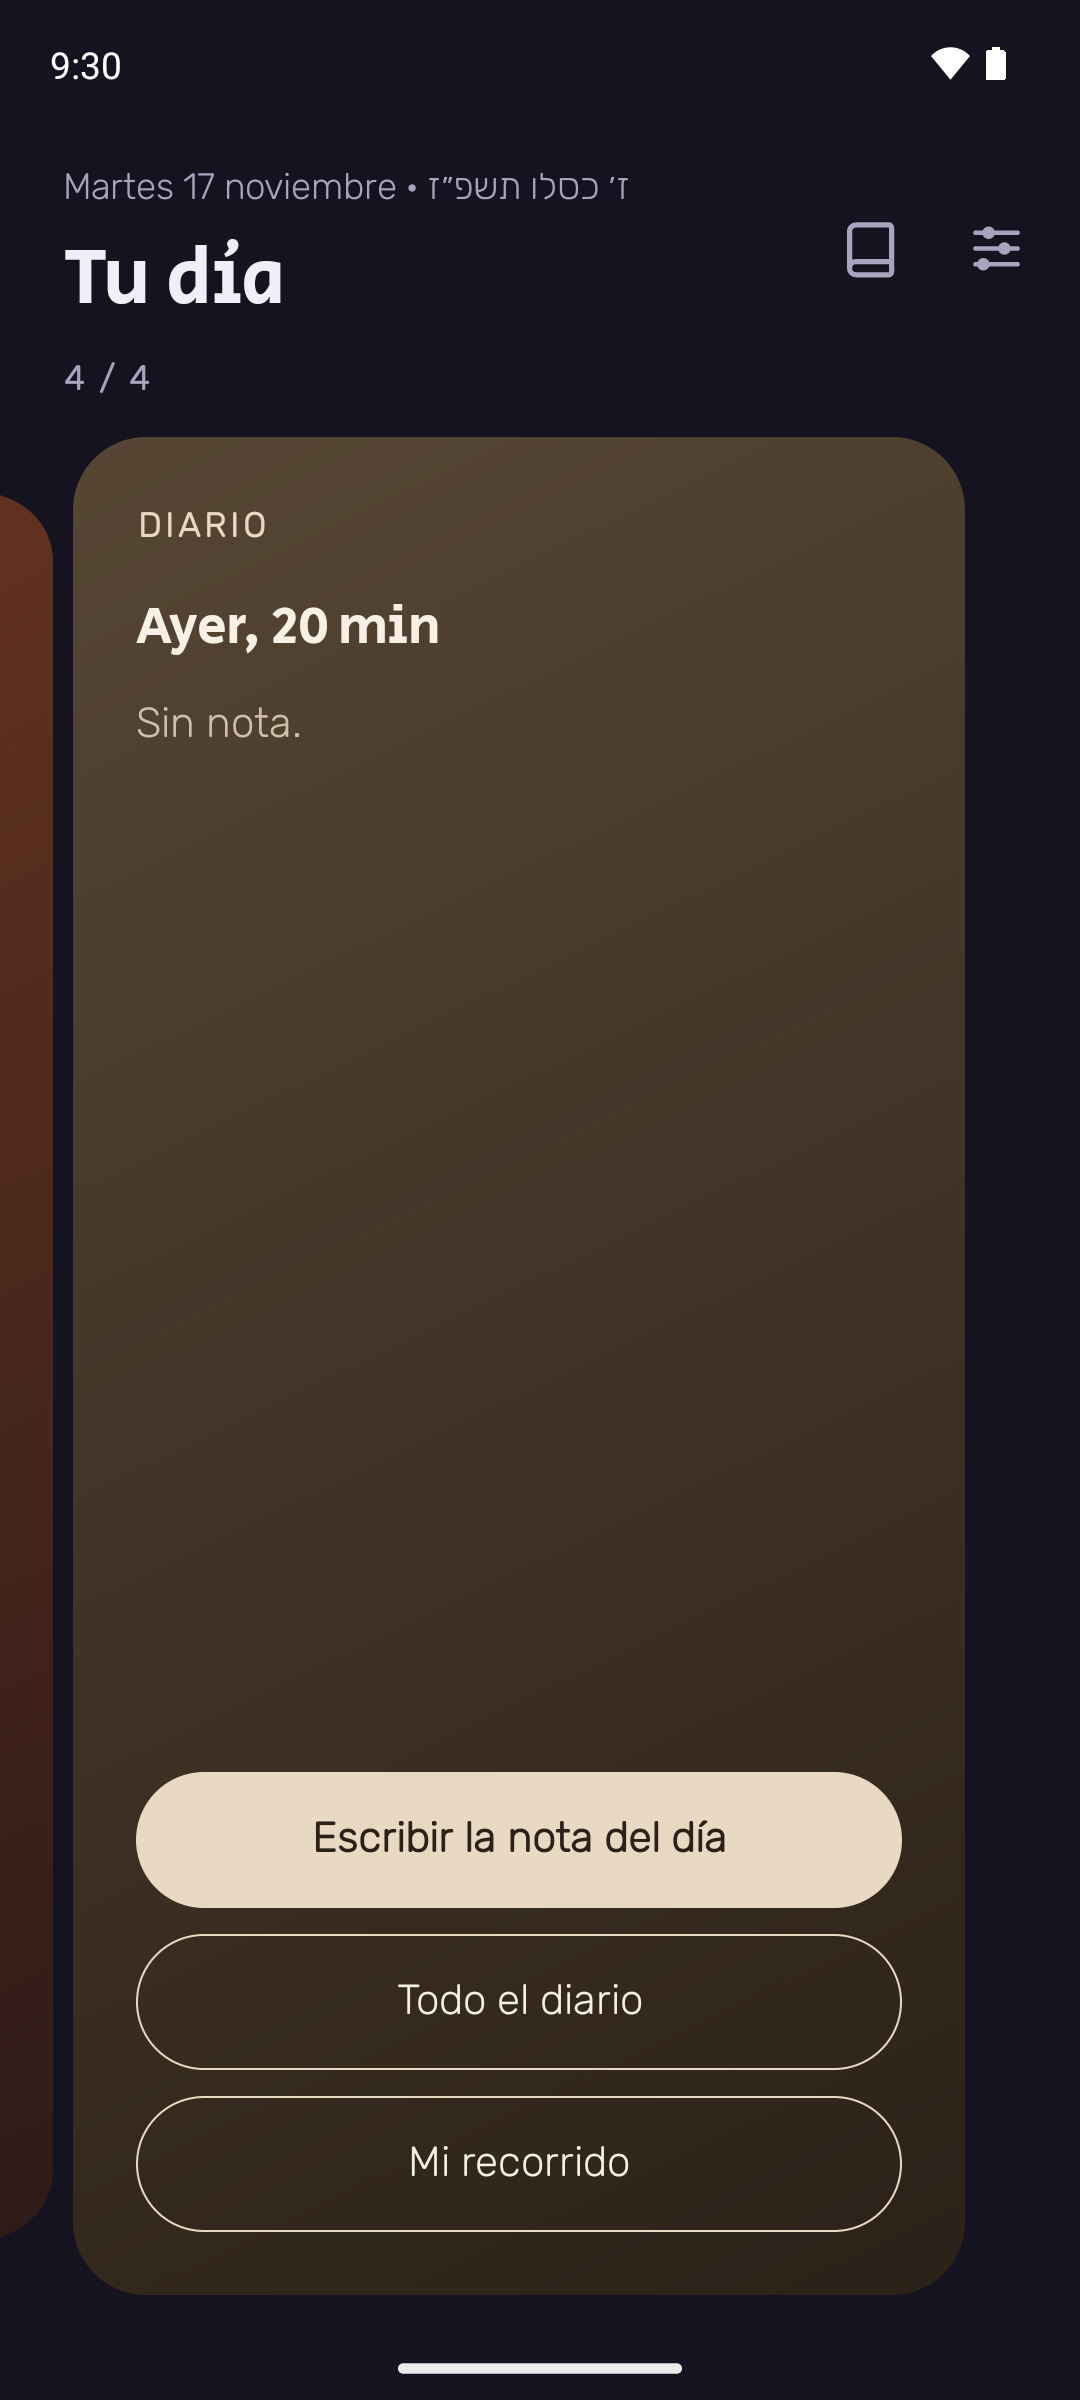 9:30
Martes 17 noviembre • ז׳ כסלו תשפ״ז
Tu día
4 / 4
DIARIO
Ayer, 20 min
Sin nota.
Escribir la nota del día
Todo el diario
Mi recorrido